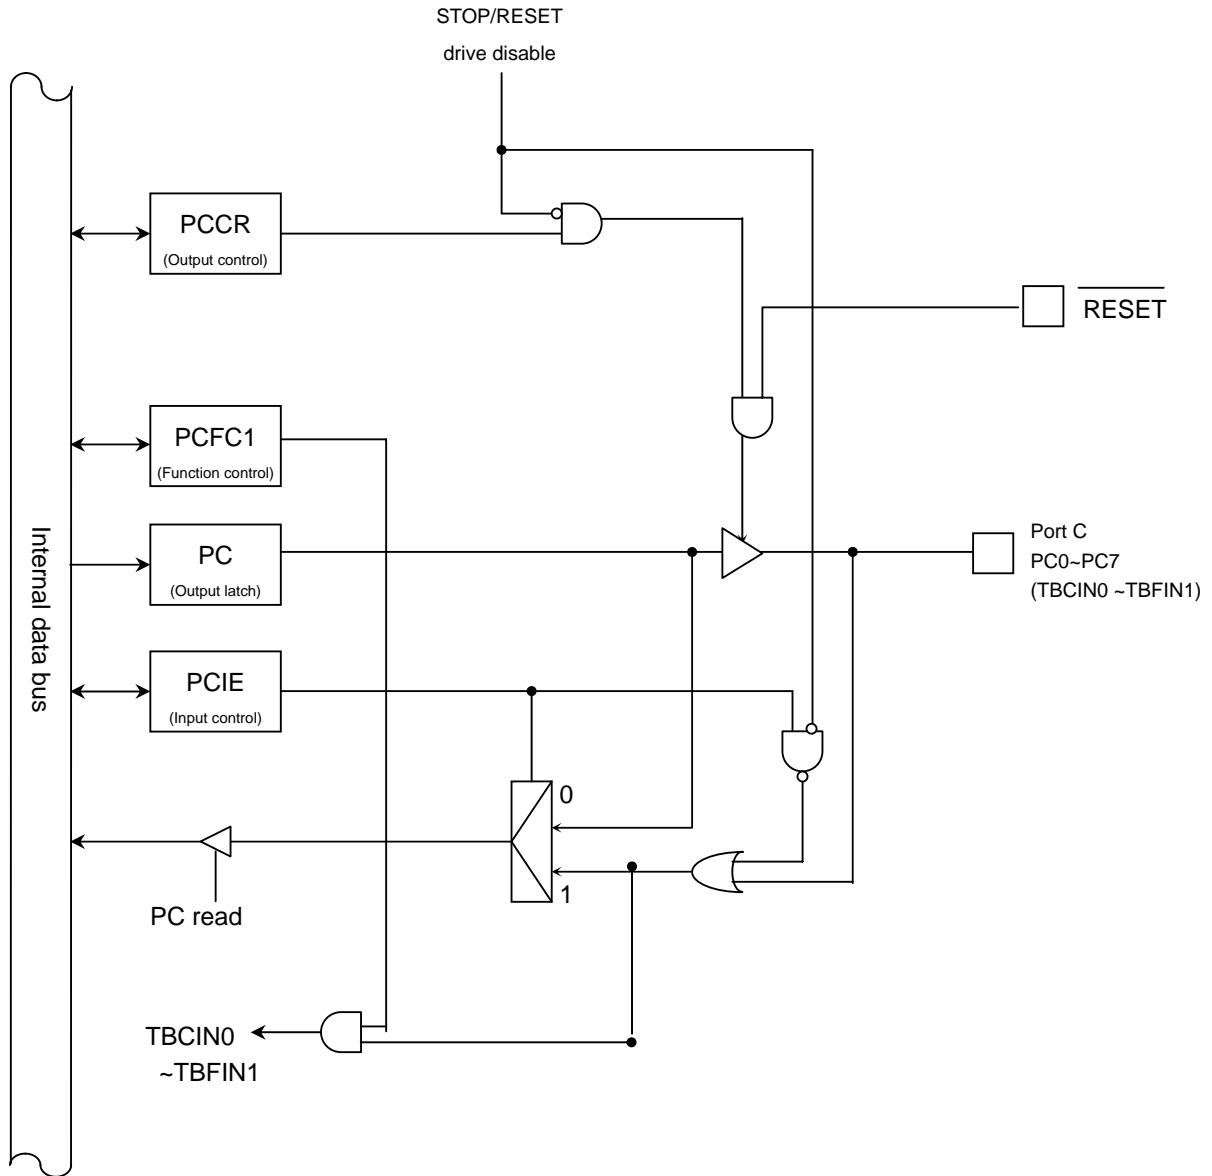 STOP/RESET
drive disable
PCCR
(Output control)
RESET
PCFC1
(Function control)
Internal data bus
PC
(Output latch)
Port C
PC0~PC7
(TBCIN0 ~TBFIN1)
PCIE
(Input control)
0
1
PC read
TBCIN0
~TBFIN1